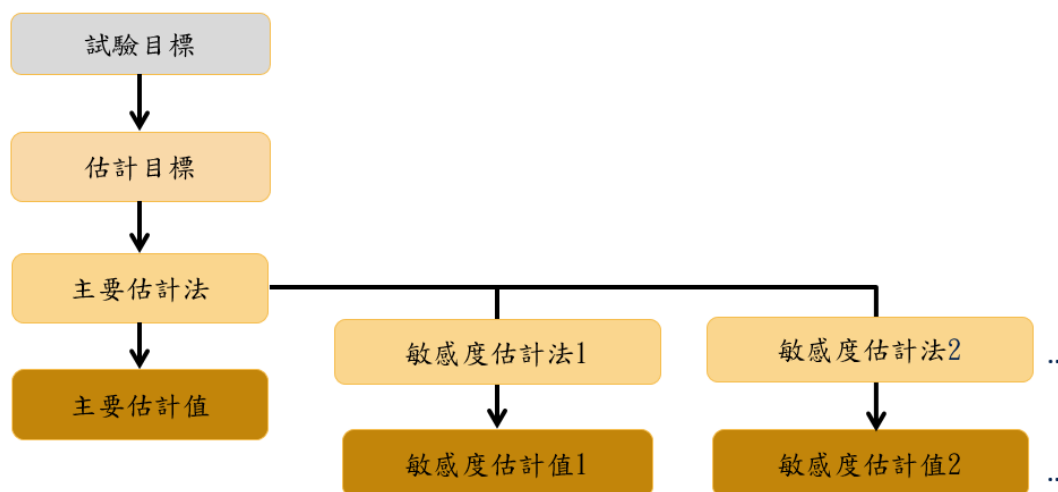 試驗目標
估計目標
主要估計法
敏感度估計法1
敏感度估計法2
..
主要估計值
敏感度估計值1
敏感度估計值2
..